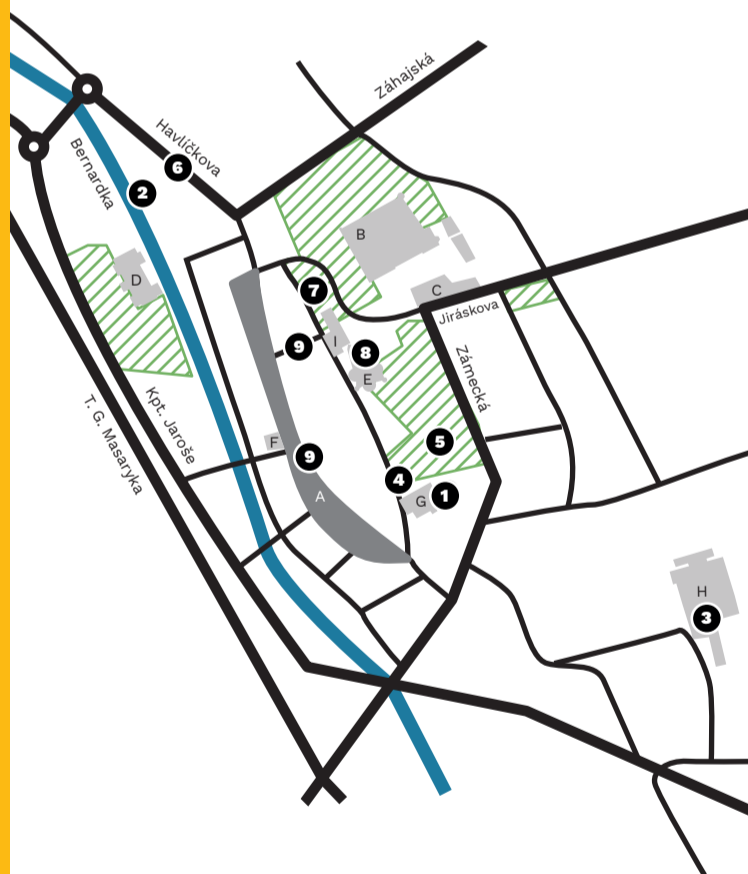 Záhajská
Havlíčkova
6
Bernardka
2
B
D
7
C
Jiráskova
I
9
8
E
Zámecká
T. G. Masaryka
Kpt. Jaroše
F
5
9
4
A
G
1
H
3